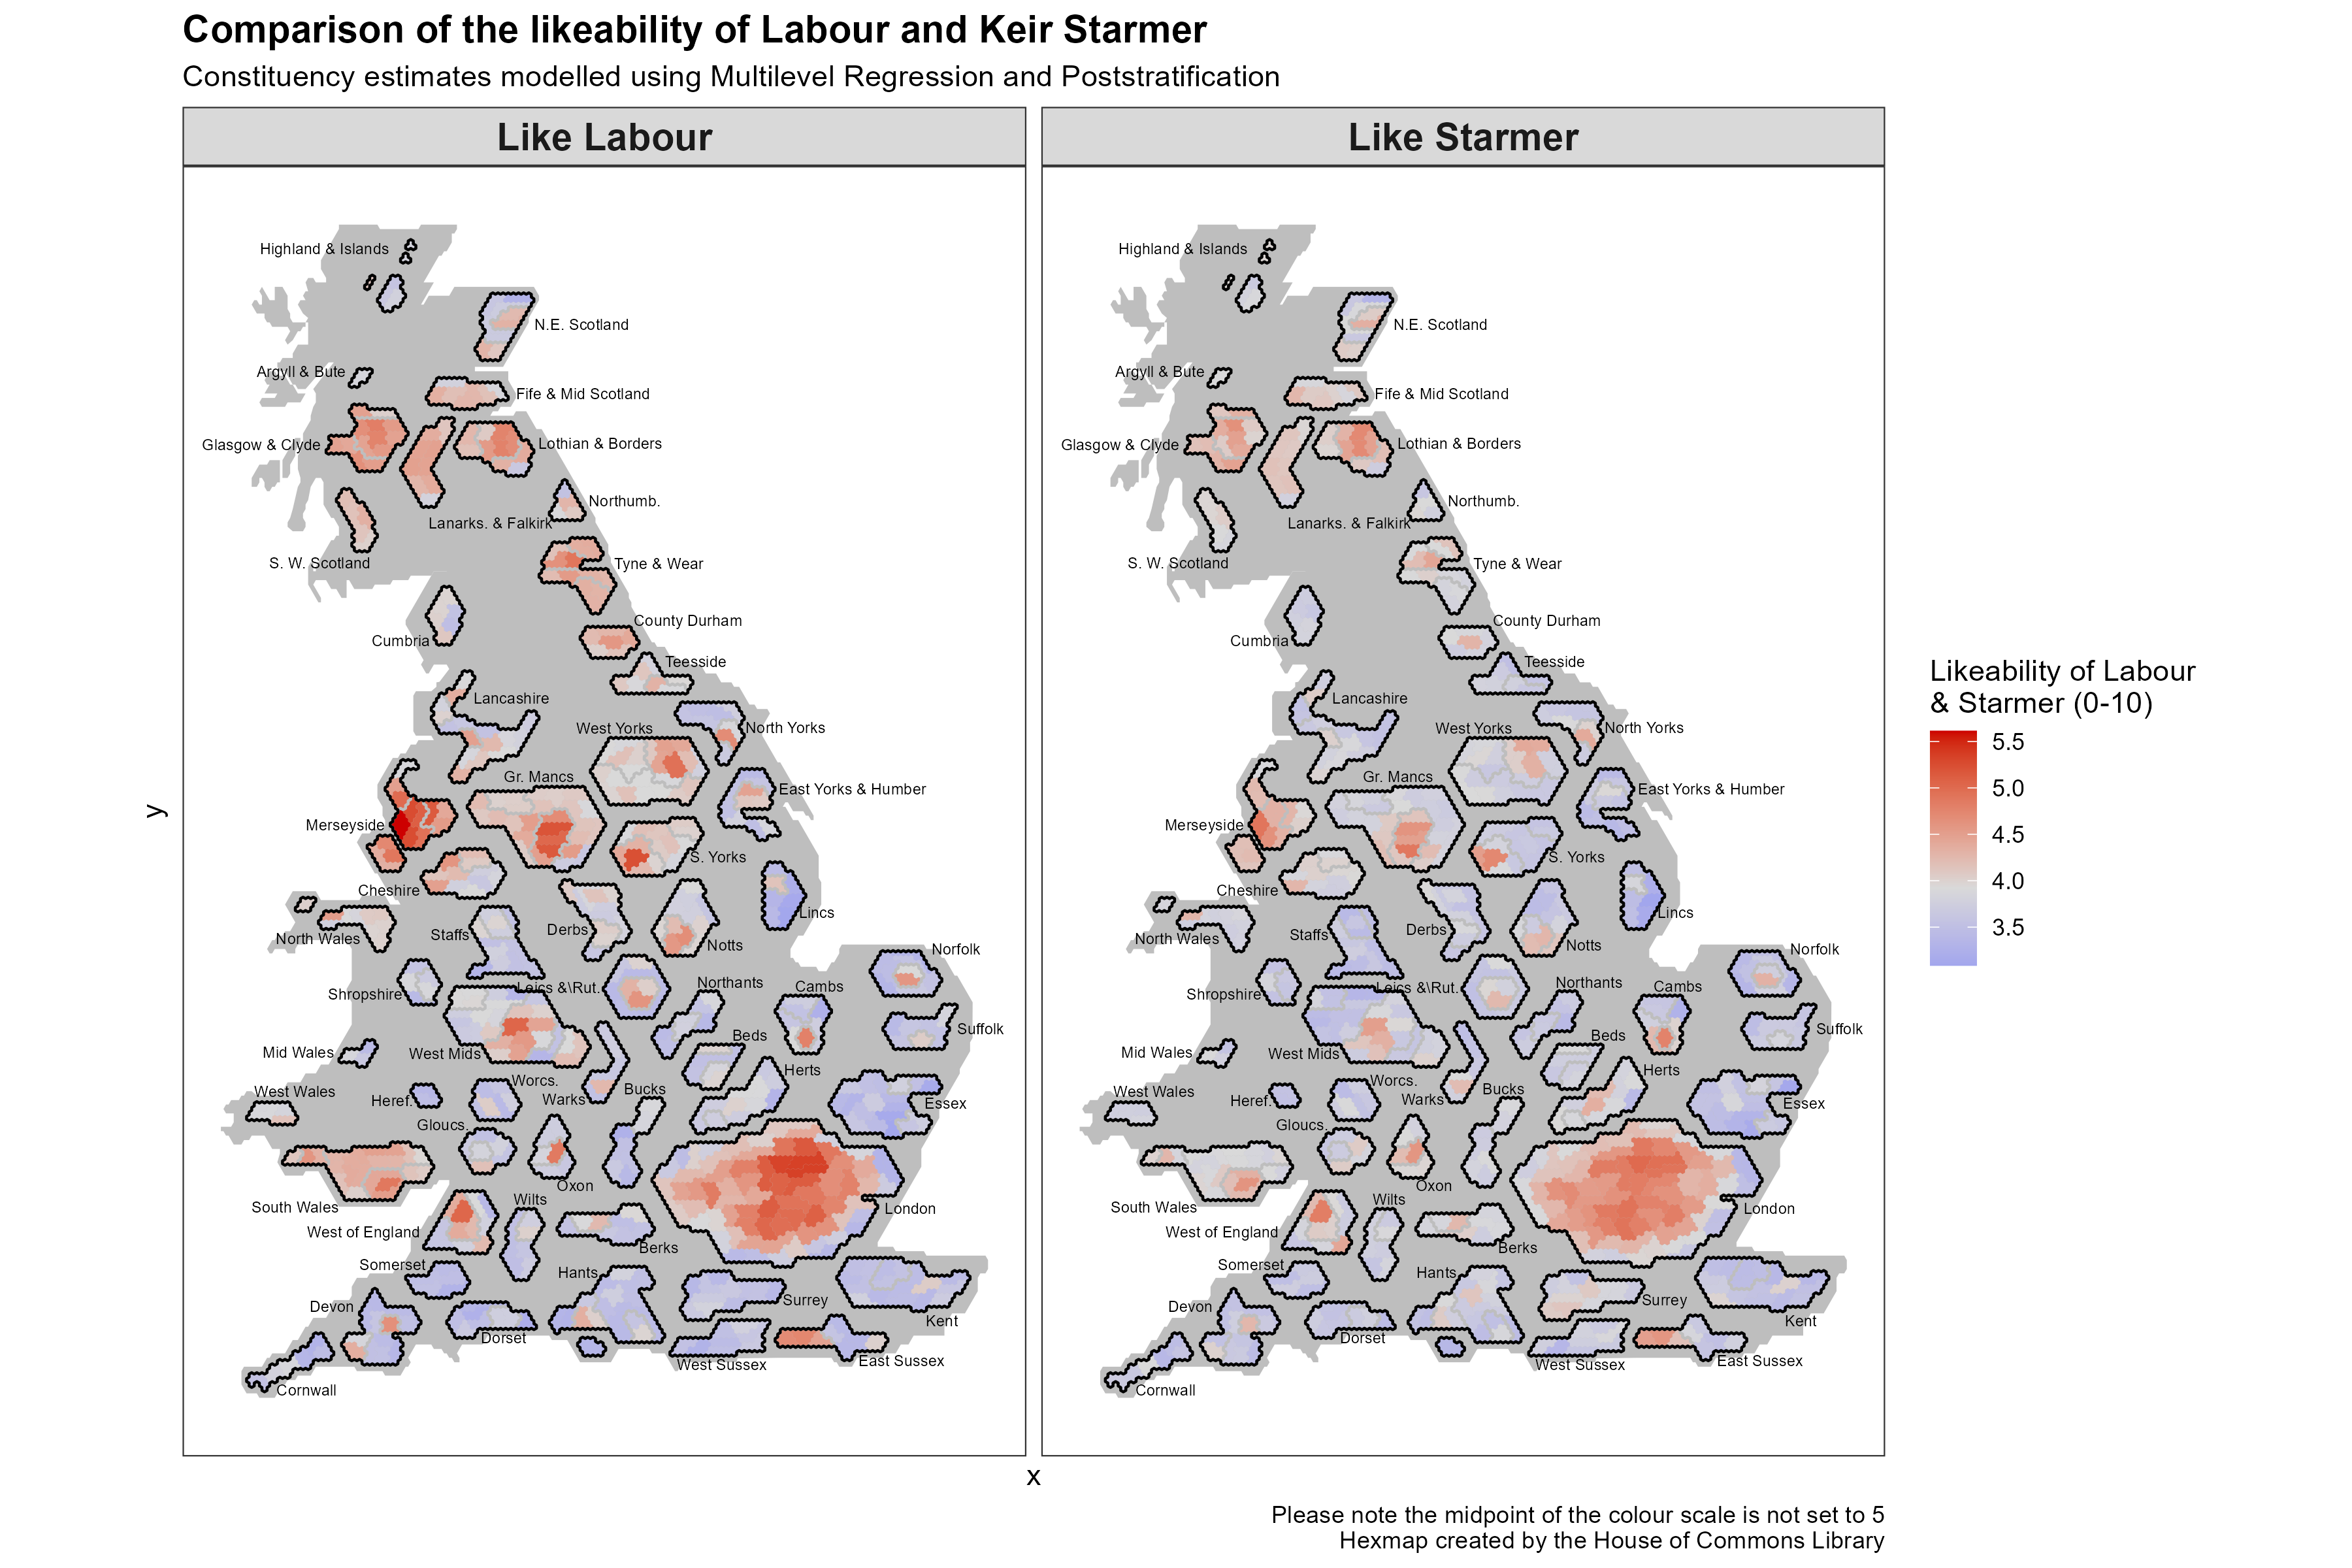 Comparison of the likeability of Labour and Keir Starmer
Constituency estimates modelled using Multilevel Regression and Poststratification
Like Labour
Like Starmer
Highland & Islands
N.E. Scotland
Argyll & Bute
Fife & Mid Scotland
Glasgow & Clyde
Lothian & Borders
Northumb.
Lanarks. & Falkirk
S. W. Scotland
Tyne & Wear
County Durham
Cumbria
Teesside
Lancashire
West Yorks
North Yorks
Gr. Mancs
East Yorks & Humber
Merseyside
S. Yorks
Cheshire
Lincs
North Wales
Staffs
Derbs
Notts
Norfolk
Shropshire
Leics &\Rut.
Northants
Cambs
Suffolk
Mid Wales
West Mids
Beds
Herts
West Wales
Heref.
Worcs.
Warks
Bucks
Essex
Gloucs.
Oxon
South Wales
West of England
Wilts
London
Berks
Somerset
Hants
Devon
Surrey
Kent
Dorset
West Sussex
East Sussex
Cornwall
Highland & Islands
N.E. Scotland
Argyll & Bute
Fife & Mid Scotland
Glasgow & Clyde
Lothian & Borders
Northumb.
Lanarks. & Falkirk
S. W. Scotland
Tyne & Wear
County Durham
Cumbria
Teesside
Lancashire
West Yorks
North Yorks
Gr. Mancs
East Yorks & Humber
Merseyside
S. Yorks
Cheshire
Lincs
North Wales
Staffs
Derbs
Notts
Norfolk
Shropshire
Leics &\Rut.
Northants
Cambs
Suffolk
Mid Wales
West Mids
Beds
Herts
West Wales
Heref.
Worcs.
Warks
Bucks
Essex
Gloucs.
Oxon
South Wales
West of England
Wilts
London
Berks
Somerset
Hants
Devon
Surrey
Kent
Dorset
West Sussex
East Sussex
Cornwall
y
x
Likeability of Labour
& Starmer (0-10)
5.5
5.0
4.5
4.0
3.5
Please note the midpoint of the colour scale is not set to 5
Hexmap created by the House of Commons Library